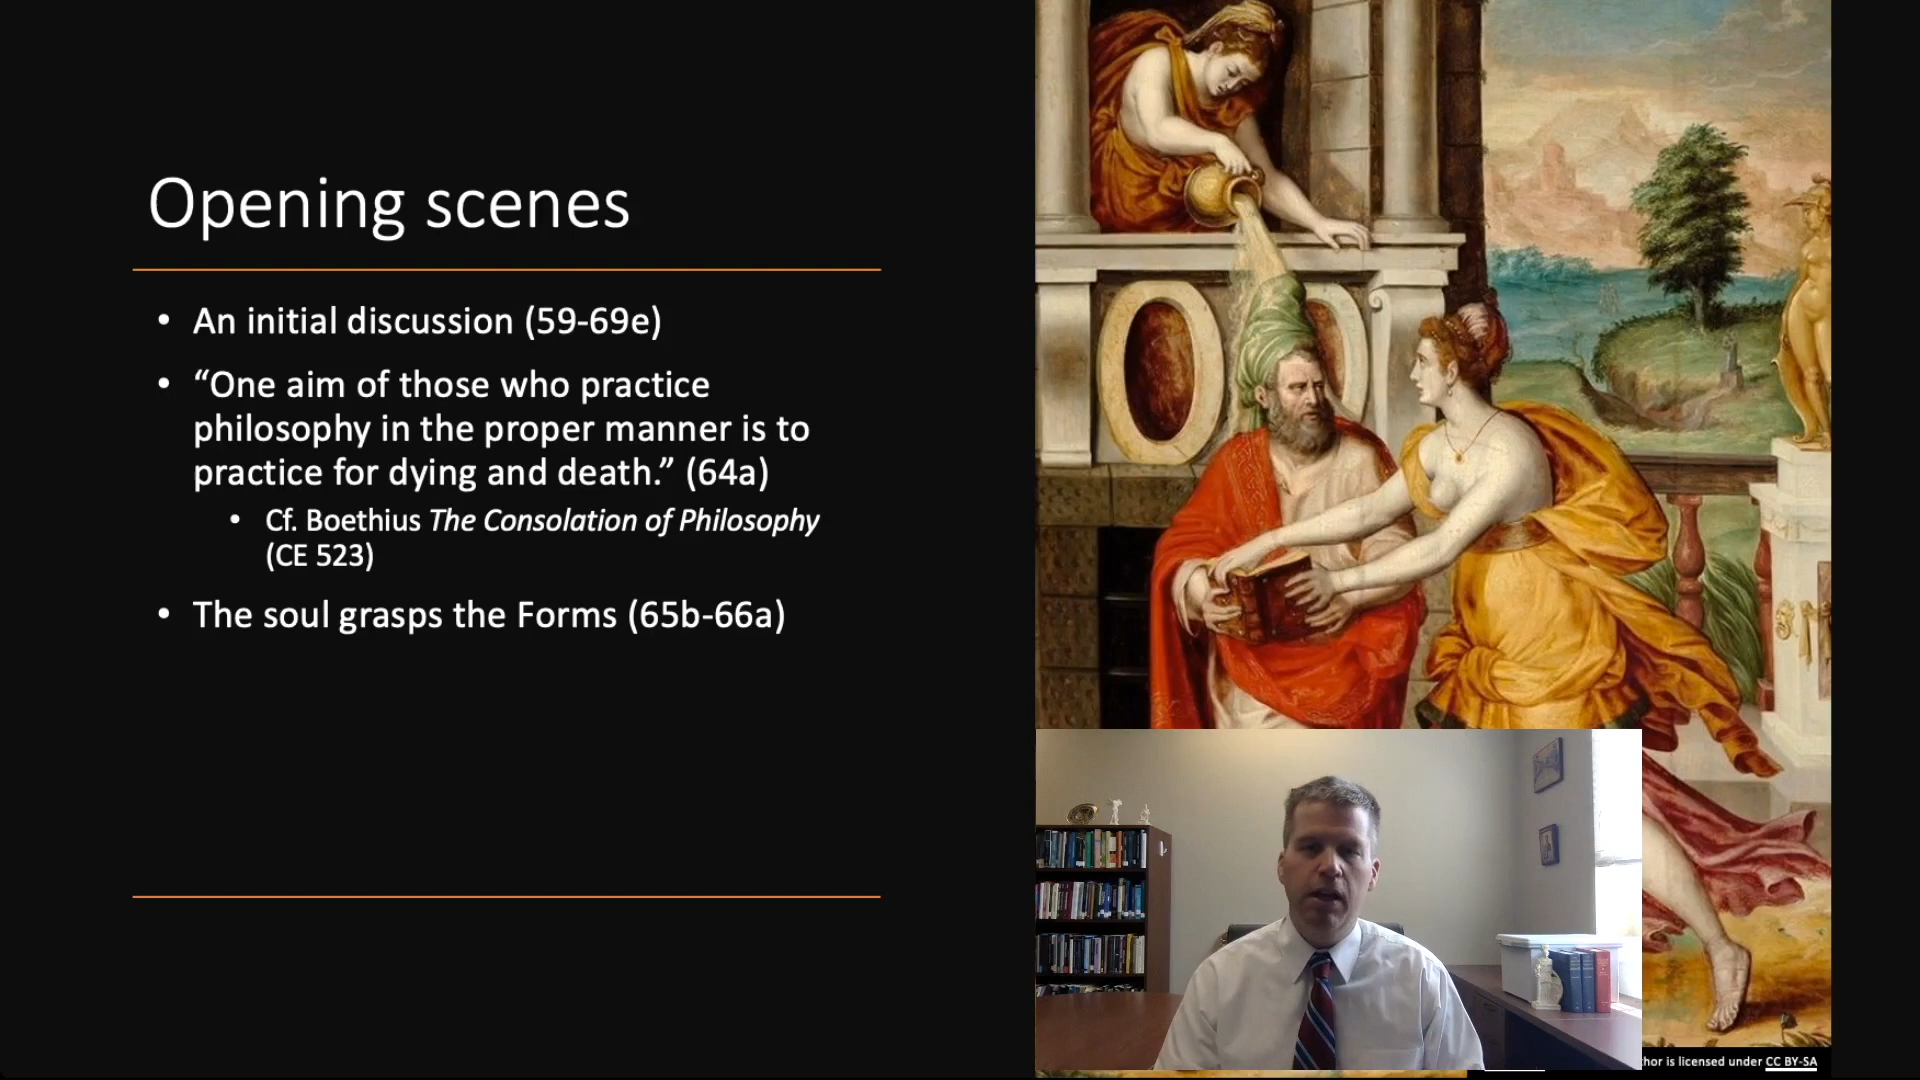 Opening scenes
• An initial discussion (59-69e)
• “One aim of those who practice
philosophy in the proper manner is to
practice for dying and death.” (64a)
• Cf. Boethius The Consolation of Philosophy
(CE 523)
• The soul grasps the Forms (65b-66a)
is licensed under CC BY-SA